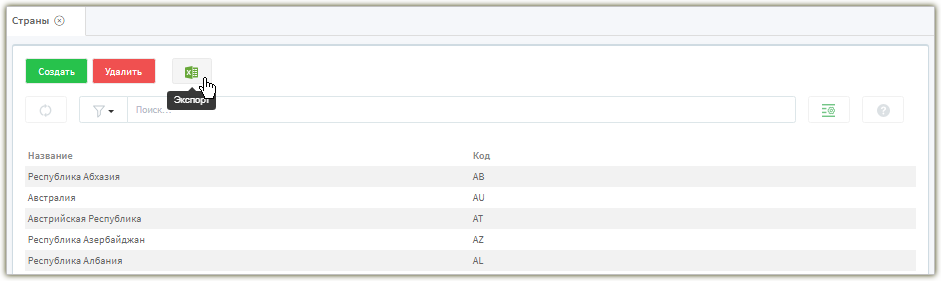 Страны
Создать Удалить
Экспорт
Поиск...
Название Код
Республика Абхазия AB
Австралия AU
Австрийская Республика AT
Республика Азербайджан AZ
Республика Албания AL